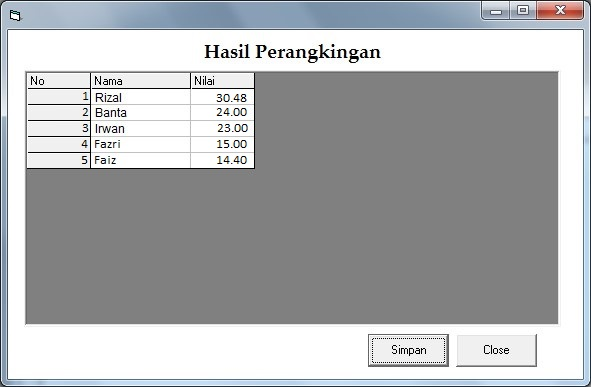 Hasil Perangkingan
No Nama Nilai
1 Rizal 30.48
2 Banta 24.00
3 Irwan 23.00
4 Fazri 15.00
5 Faiz 14.40
Simpan Close